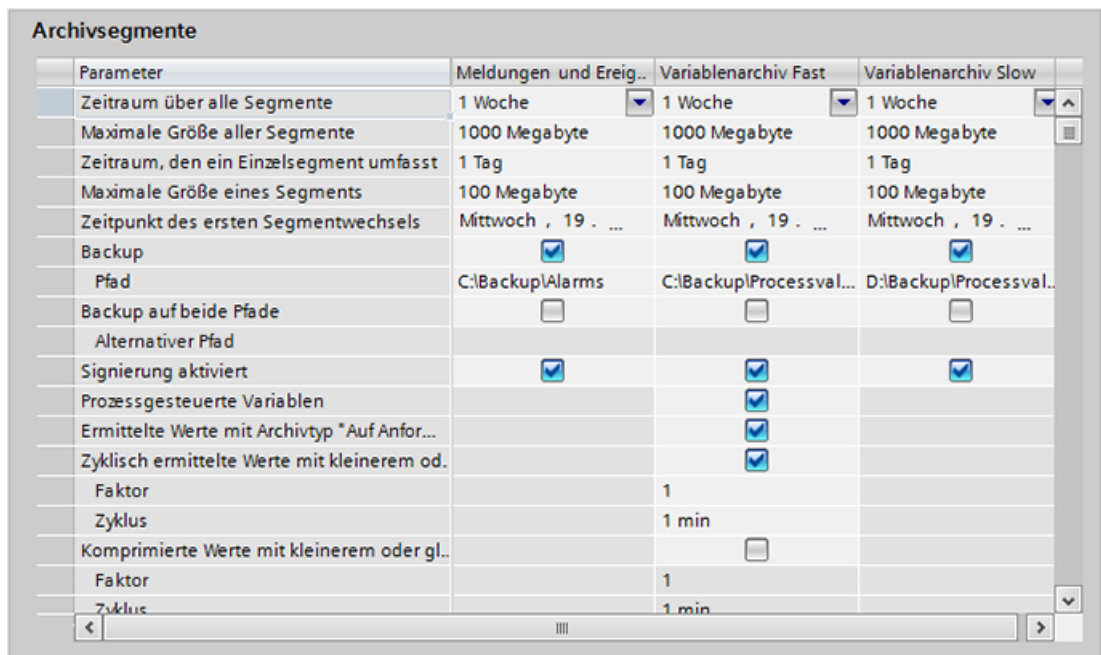 Archivsegmente
Parameter Meldungen und Ereig.. Variablenarchiv Fast Variablenarchiv Slow
Zeitraum über alle Segmente 1 Woche 1 Woche 1 Woche
Maximale Größe aller Segmente 1000 Megabyte 1000 Megabyte 1000 Megabyte
Zeitraum, den ein Einzelsegment umfasst 1 Tag 1 Tag 1 Tag
Maximale Größe eines Segments 100 Megabyte 100 Megabyte 100 Megabyte
Zeitpunkt des ersten Segmentwechsels Mittwoch , 19 . ... Mittwoch , 19 . ... Mittwoch , 19 . ...
Backup
Pfad C:\Backup\Alarms C:\Backup\Processval... D:\Backup\Processval..
Backup auf beide Pfade
Alternativer Pfad
Signierung aktiviert
Prozessgesteuerte Variablen
Ermittelte Werte mit Archivtyp "Auf Anfor...
Zyklisch ermittelte Werte mit kleinerem od.
Faktor 1
Zyklus 1 min
Komprimierte Werte mit kleinerem oder gl..
Faktor 1
Zyklus 1 min